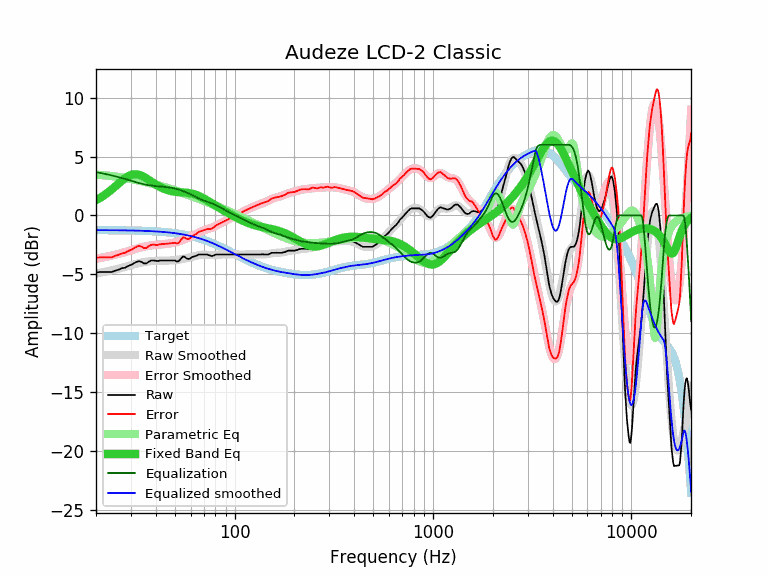 Audeze LCD-2 Classic
Amplitude (dBr)
10
5
0
−5
−10
−15
−20
−25
Target
Raw Smoothed
Error Smoothed
Raw
Error
Parametric Eq
Fixed Band Eq
Equalization
Equalized smoothed
100
1000
10000
Frequency (Hz)